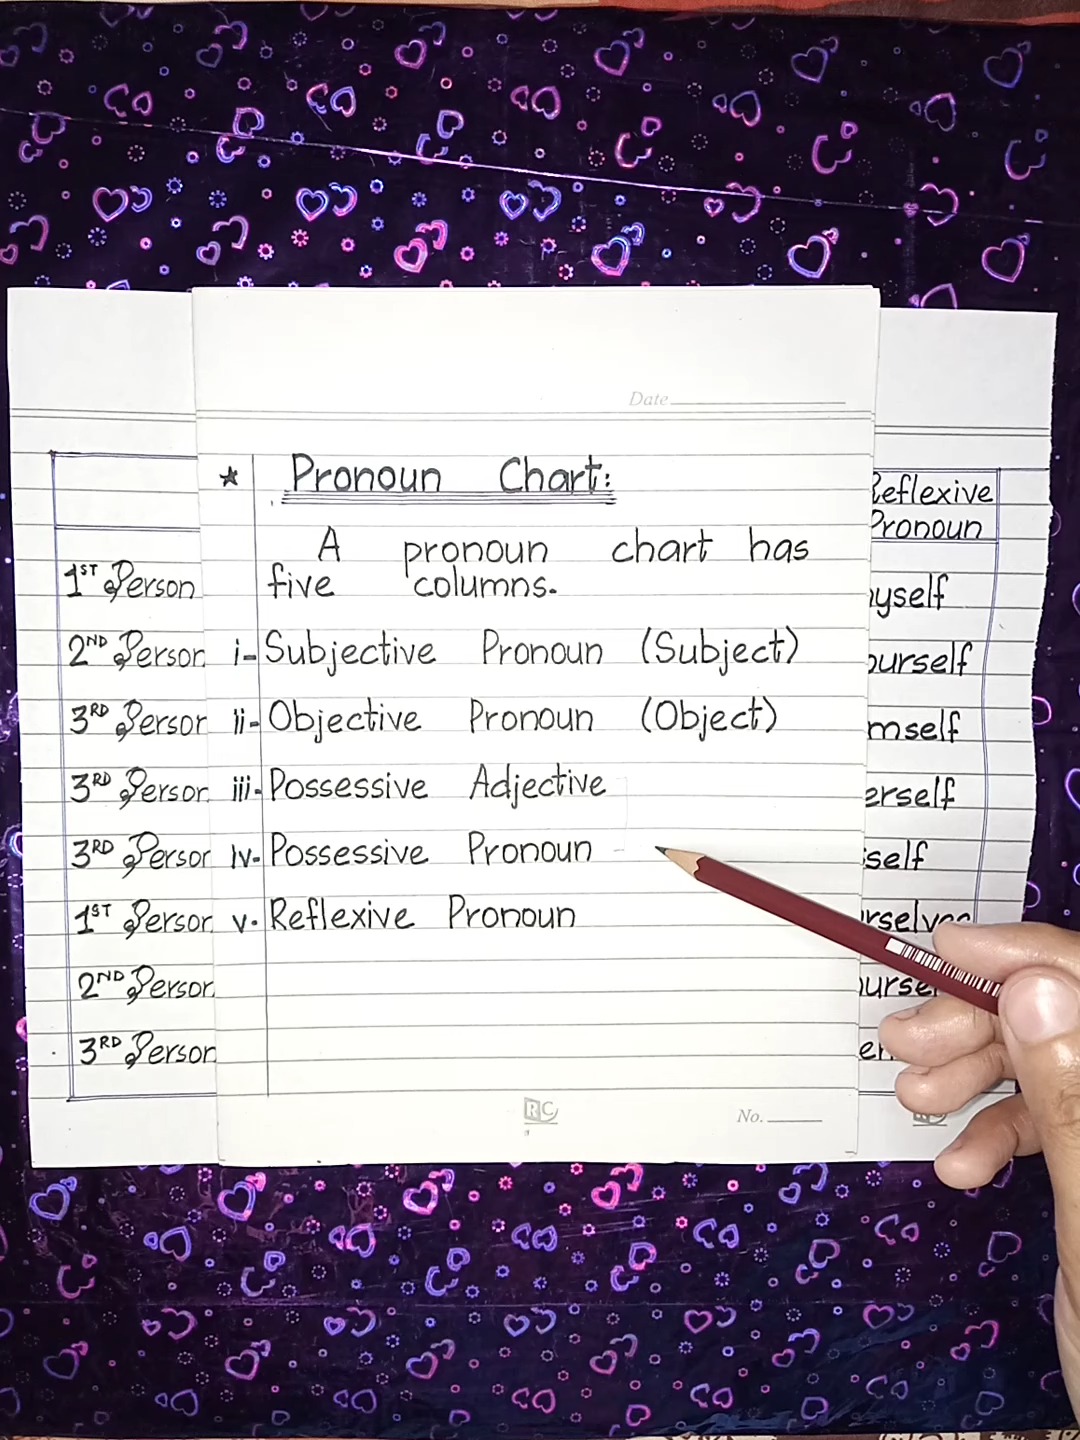 Date
★ Pronoun Chart:
A pronoun chart has
five columns.
i- Subjective Pronoun (Subject)
ii- Objective Pronoun (Object)
iii- Possessive Adjective
iv- Possessive Pronoun
v. Reflexive Pronoun
RC
No.
1ST Person
2ND Person
3RD Person
3RD Person
3RD Person
1ST Person
2ND Person
3RD Person
Reflexive
Pronoun
yself
ourself
mself
erself
self
urselves
urse